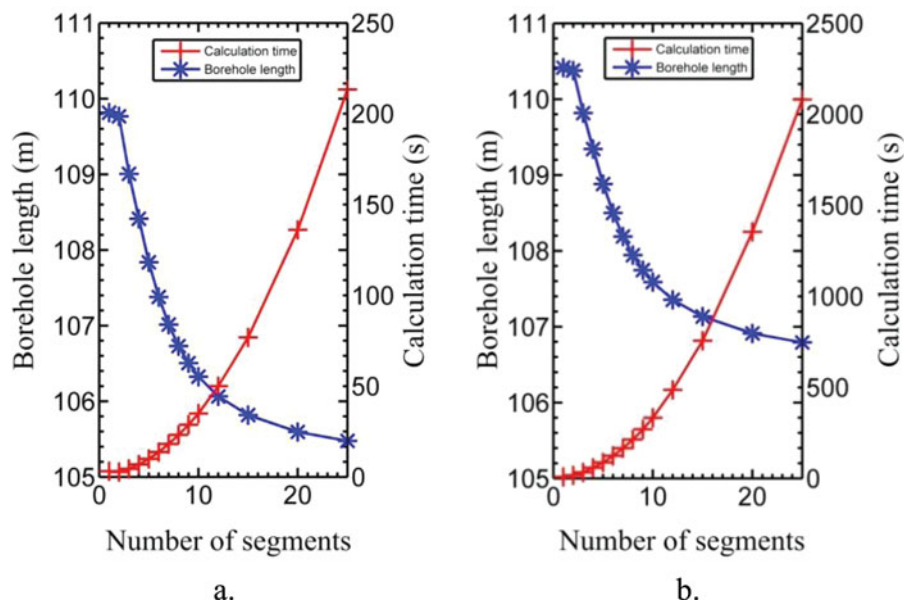 111
110
109
108
107
106
105
Borehole length (m)
250
200
150
100
50
0
Calculation time (s)
0
10
20
Number of segments
Calculation time
Borehole length
a.
111
110
109
108
107
106
105
Borehole length (m)
2500
2000
1500
1000
500
0
Calculation time (s)
0
10
20
Number of segments
Calculation time
Borehole length
b.